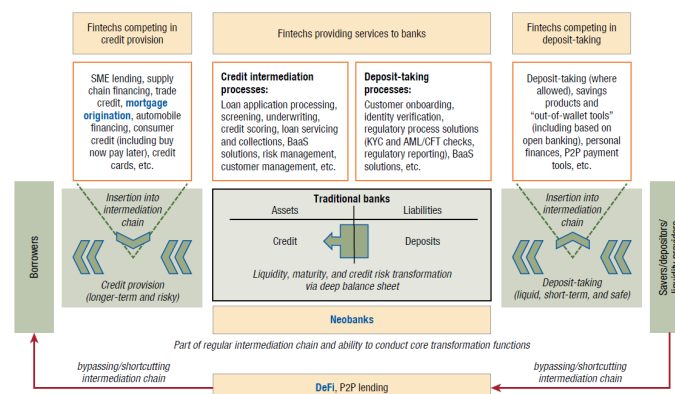 Fintechs competing in
credit provision
Fintechs providing services to banks
Fintechs competing in
deposit-taking
SME lending, supply
chain financing, trade
credit, mortgage
origination, automobile
financing, consumer
credit (including buy
now pay later), credit
cards, etc.
Credit intermediation
processes:
Loan application processing,
screening, underwriting,
credit scoring, loan servicing
and collections, BaaS
solutions, risk management,
customer management, etc.
Deposit-taking
processes:
Customer onboarding,
identity verification,
regulatory process solutions
(KYC and AML/CFT checks,
regulatory reporting), BaaS
solutions, etc.
Deposit-taking (where
allowed), savings
products and
“out-of-wallet tools”
(including based on
open banking), personal
finances, P2P payment
tools, etc.
Borrowers
Insertion into
intermediation
chain
Credit provision
(longer-term and risky)
Traditional banks
Assets
Liabilities
Credit
Deposits
Liquidity, maturity, and credit risk transformation
via deep balance sheet
Insertion into
intermediation
chain
Deposit-taking
(liquid, short-term, and safe)
Savers/depositors/
Neobanks
Part of regular intermediation chain and ability to conduct core transformation functions
bypassing/shortcutting
intermediation chain
DeFi, P2P lending
bypassing/shortcutting
intermediation chain